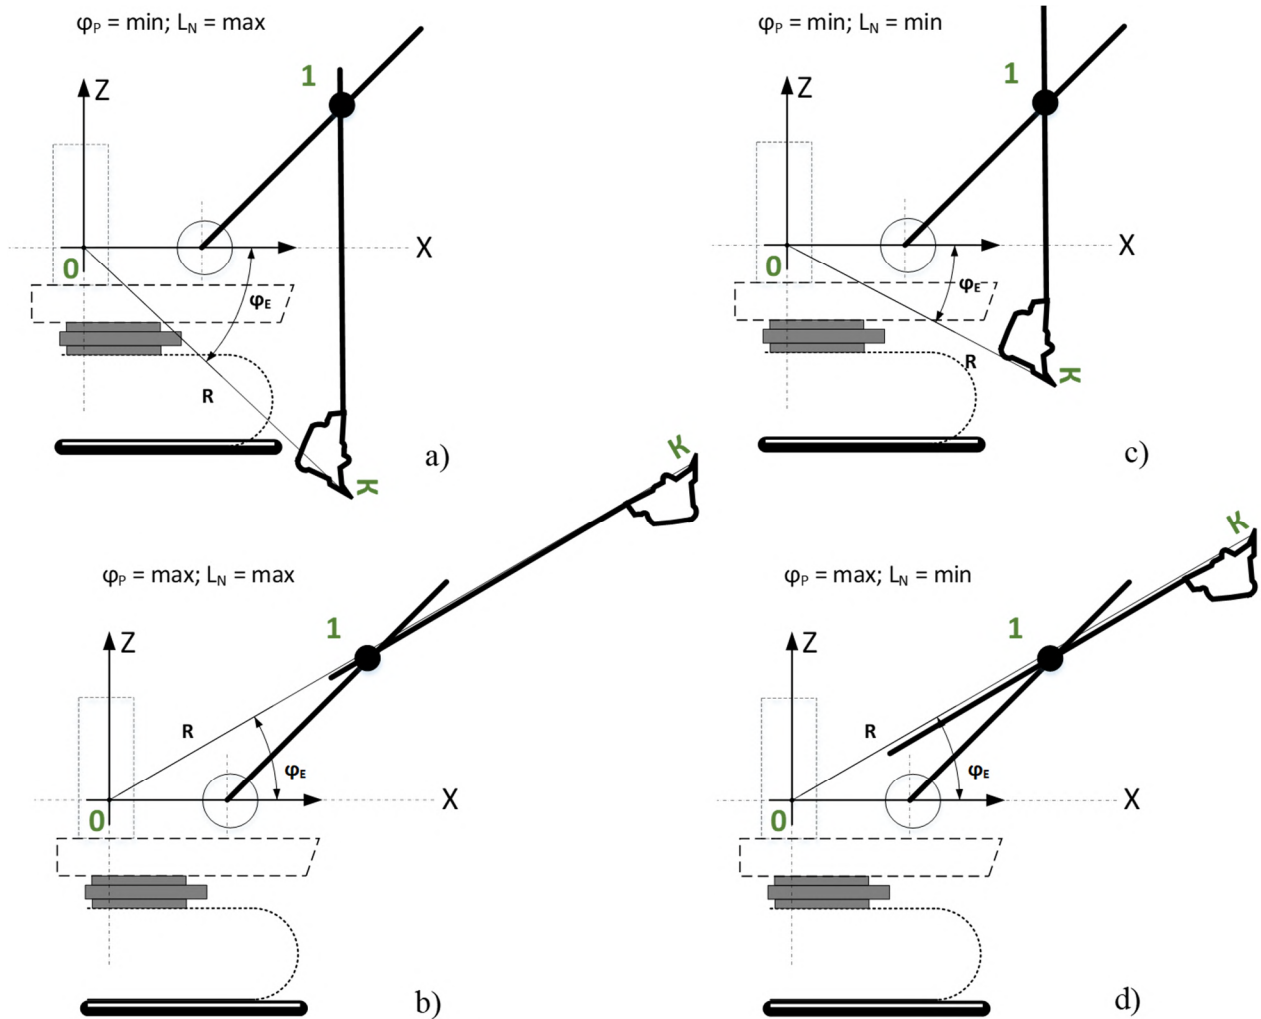 φP = min; LN = max
1
Z
X
0
φE
R
K
a)
φP = min; LN = min
1
Z
X
0
φE
R
K
c)
φP = max; LN = max
K
1
Z
R
φE
X
0
b)
φP = max; LN = min
K
1
Z
R
φE
X
0
d)